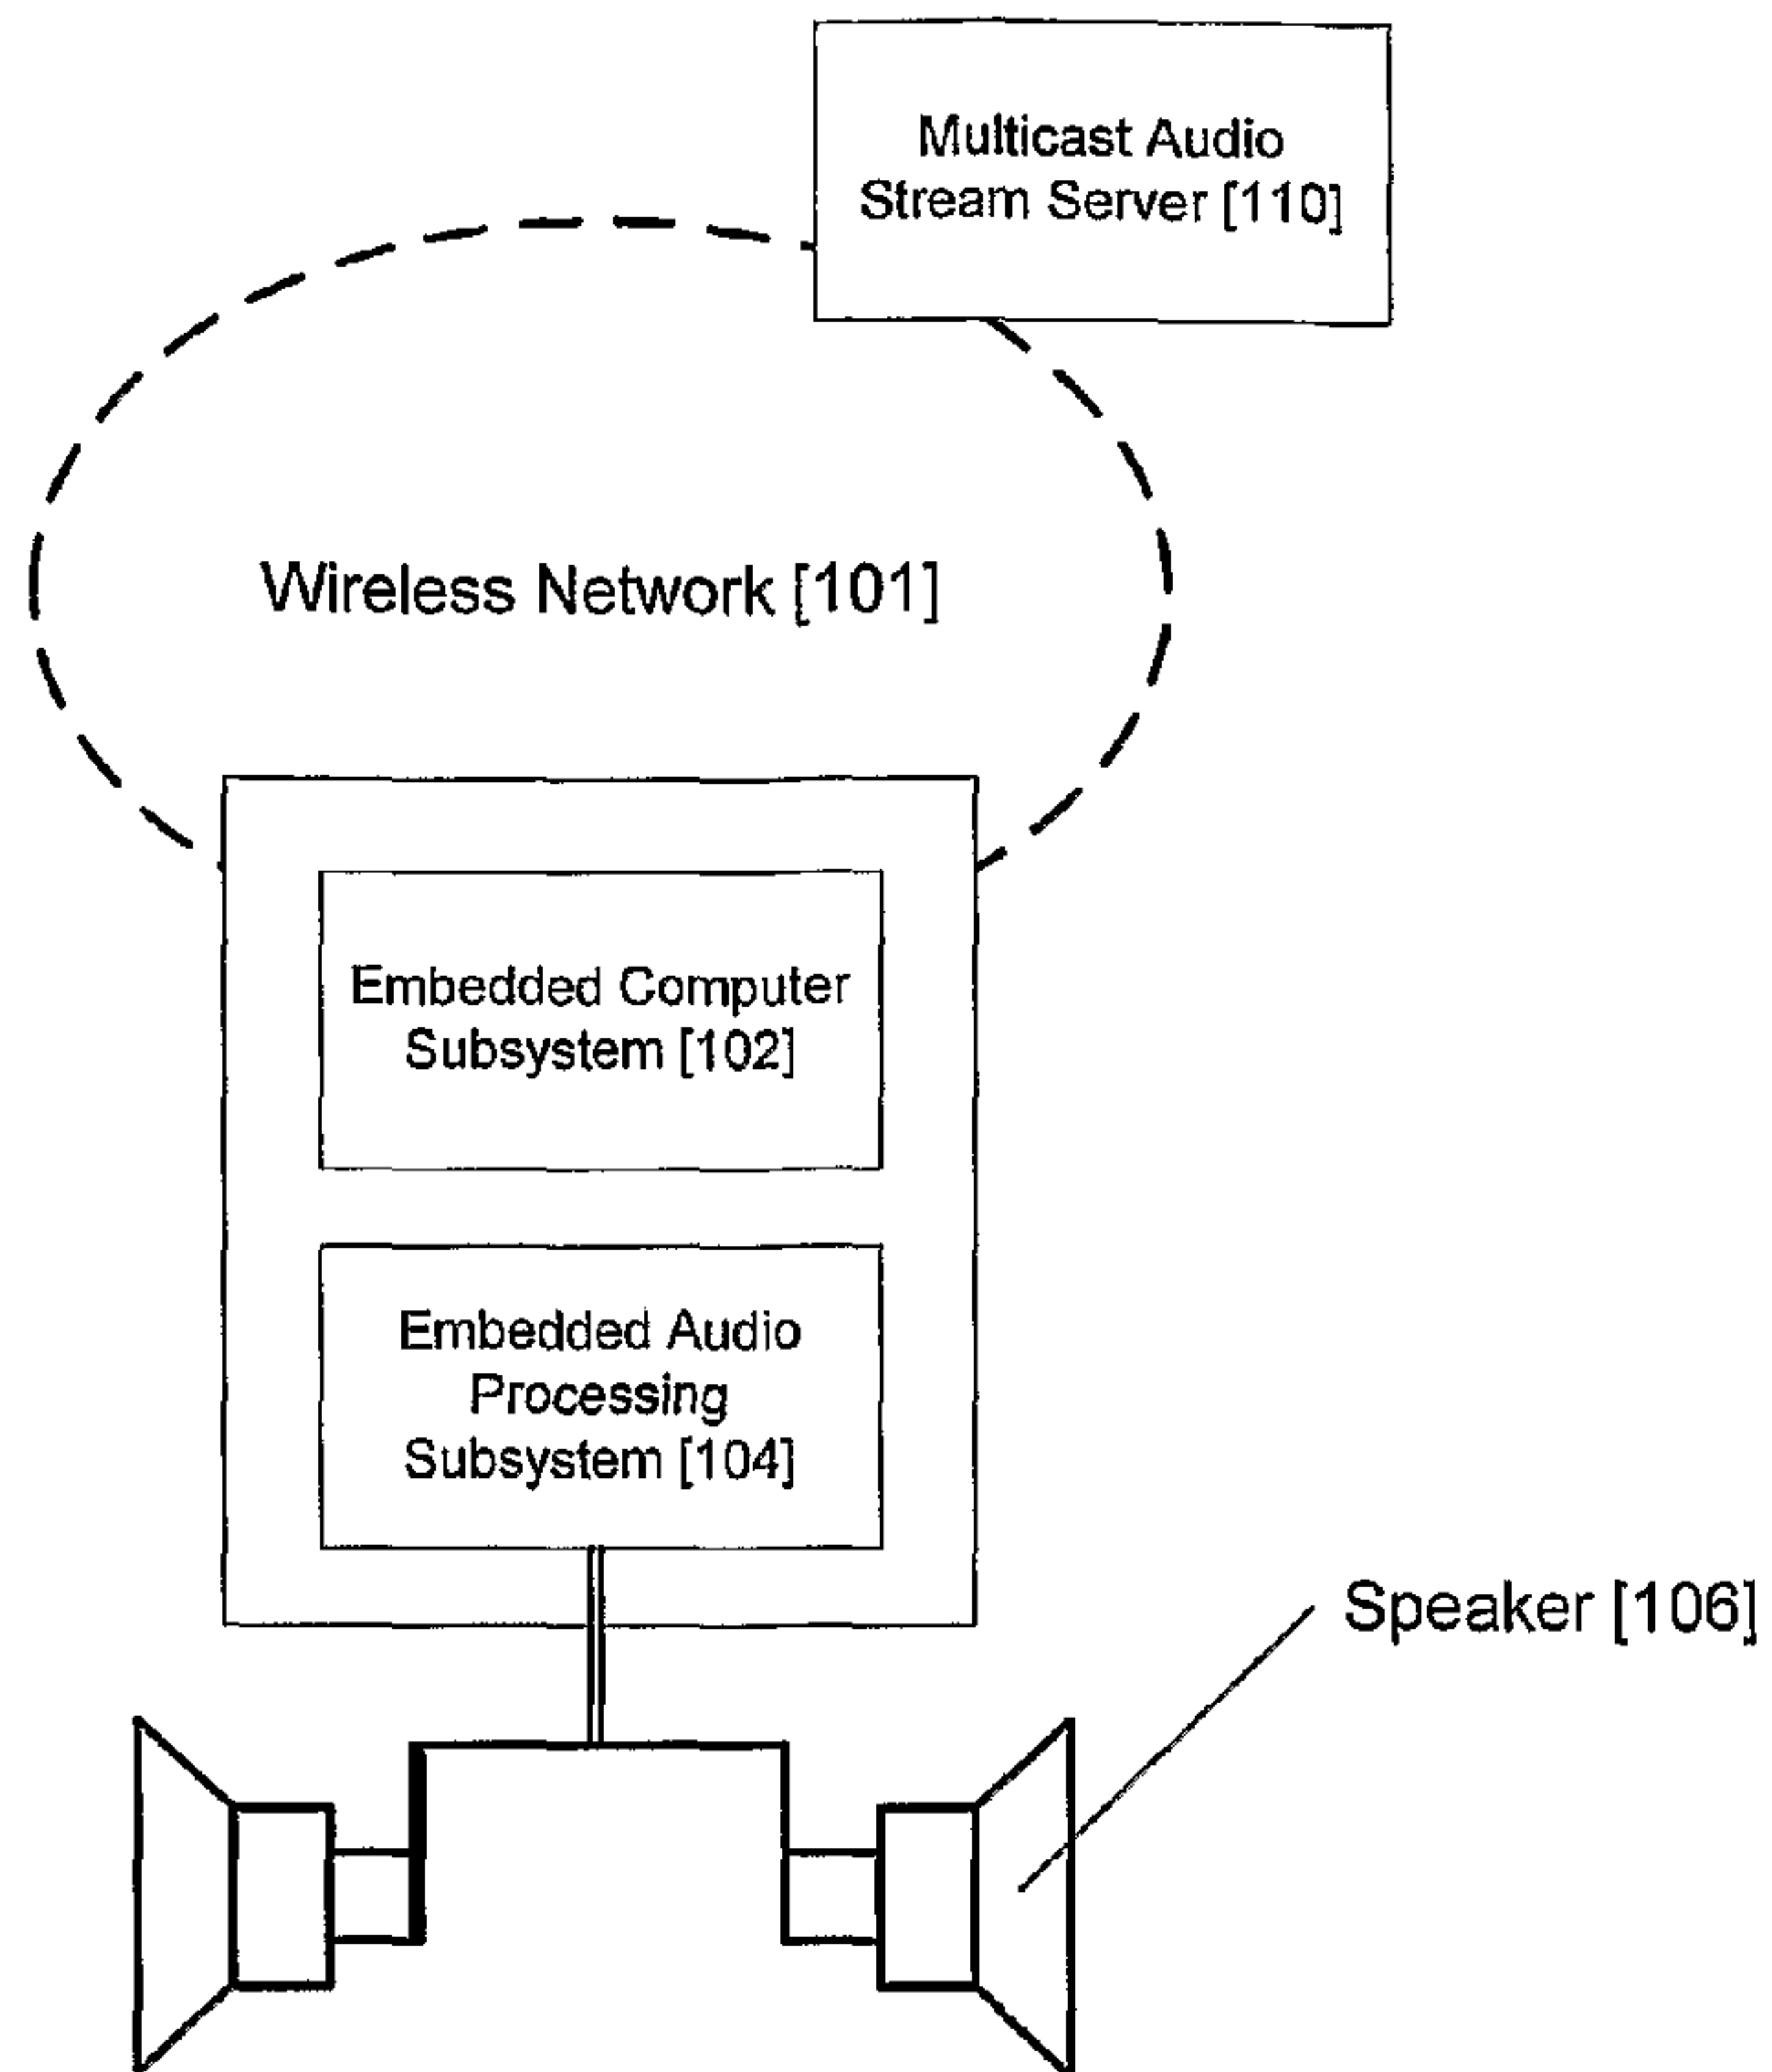 Multicast Audio
Stream Server [110]
Wireless Network [101]
Embedded Computer
Subsystem [102]
Embedded Audio
Processing
Subsystem [104]
Speaker [106]